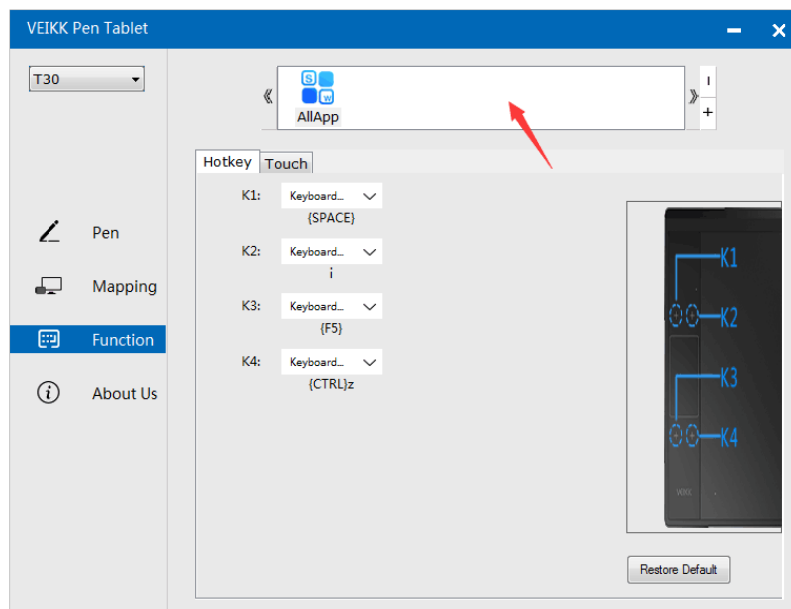 VEIKK Pen Tablet
T30
AllApp
Hotkey Touch
K1: Keyboard...
{SPACE}
K2: Keyboard...
i
K3: Keyboard...
{F5}
K4: Keyboard...
{CTRL}z
Pen
Mapping
Function
About Us
K1
K2
K3
K4
VEIKK
Restore Default